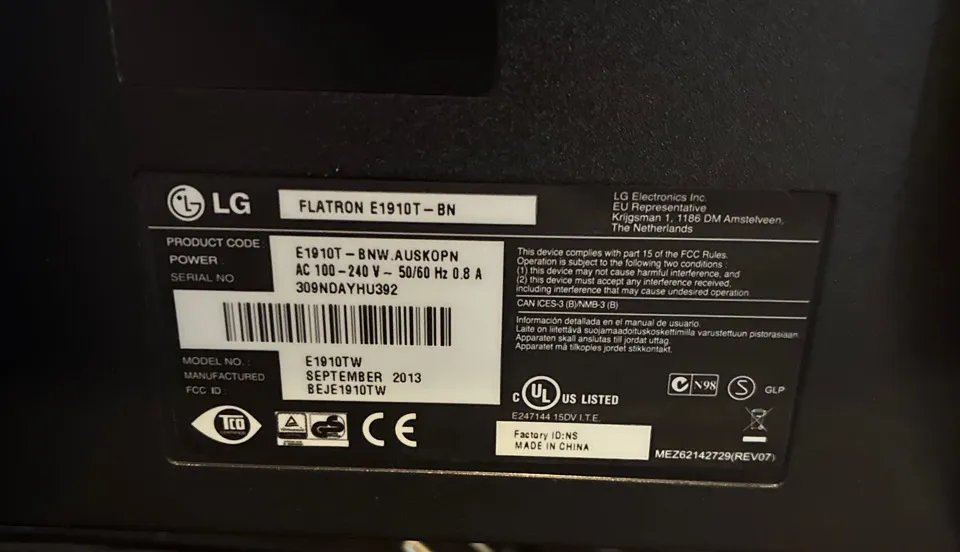 LG
FLATRON E1910T-BN
LG Electronics Inc.
EU Representative
Krijgsman 1, 1186 DM Amstelveen,
The Netherlands
PRODUCT CODE: E1910T-BNW.AUSKOPN
POWER : AC 100-240 V~ 50/60 Hz 0.8 A
SERIAL NO. 309NDAYHU392
MODEL NO. : E1910TW
MANUFACTURED SEPTEMBER 2013
FCC ID : BEJE1910TW
TCO
CE
This device complies with part 15 of the FCC Rules.
Operation is subject to the following two conditions :
(1) this device may not cause harmful interference, and
(2) this device must accept any interference received,
including interference that may cause undesired operation
CAN ICES-3 (B)/NMB-3 (B)
Información detallada en el manual de usuario.
Laite on liitettävä suojamaadoituskoskettimilla varustettuun pistorasiaan.
Apparaten skall anslutas till jordat uttag.
Apparatet må tilkoples jordet stikkontakt.
C UL US LISTED
N98
S
GLP
E247144 15DV I.T.E.
Factory ID:NS
MADE IN CHINA
MEZ62142729(REV07)